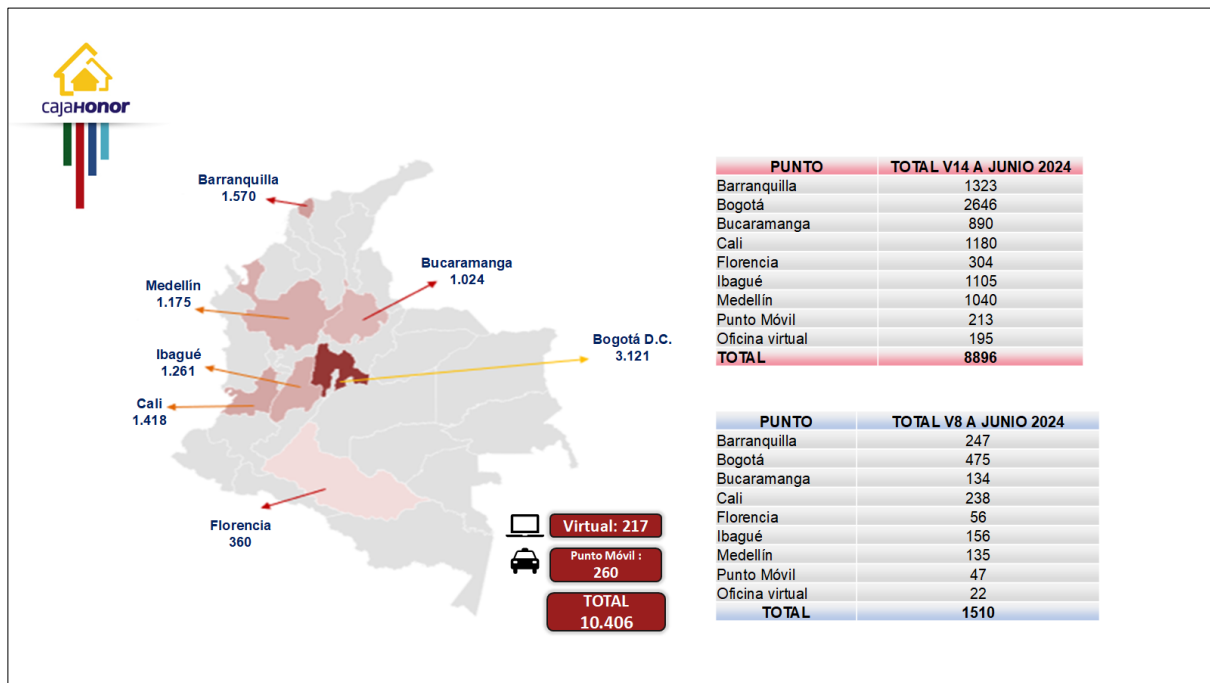 CajaHonor
Barranquilla
1.570
Medellín
1.175
Bucaramanga
1.024
Ibagué
1.261
Bogotá D.C.
3.121
Cali
1.418
Florencia
360
Virtual: 217
Punto Móvil :
260
TOTAL
10.406
PUNTO TOTAL V14 A JUNIO 2024
Barranquilla 1323
Bogotá 2646
Bucaramanga 890
Cali 1180
Florencia 304
Ibagué 1105
Medellín 1040
Punto Móvil 213
Oficina virtual 195
TOTAL 8896
PUNTO TOTAL V8 A JUNIO 2024
Barranquilla 247
Bogotá 475
Bucaramanga 134
Cali 238
Florencia 56
Ibagué 156
Medellín 135
Punto Móvil 47
Oficina virtual 22
TOTAL 1510